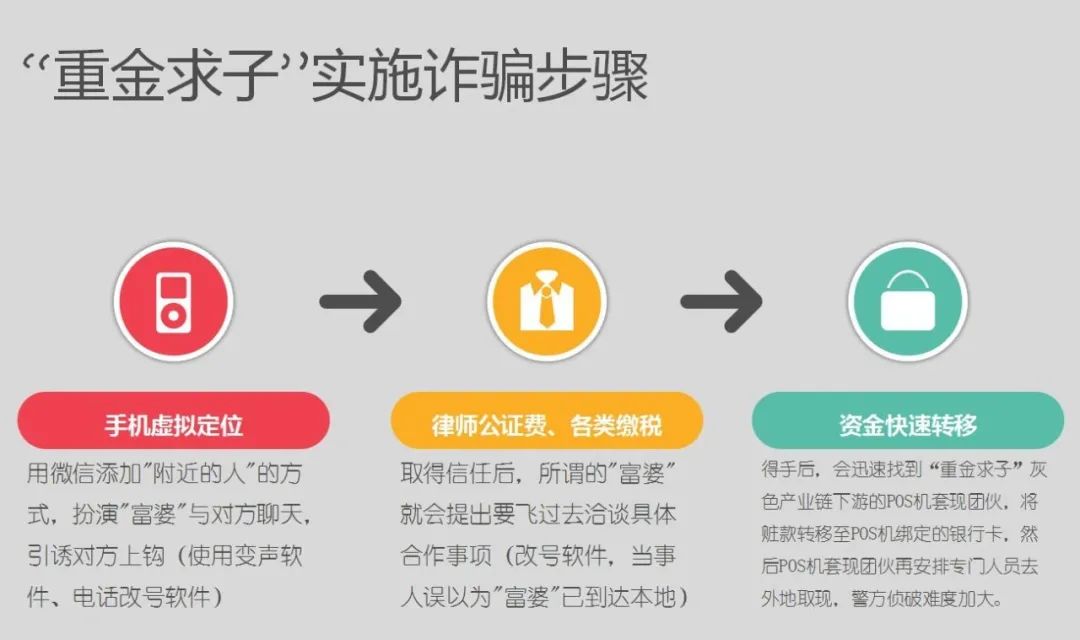 “重金求子”实施诈骗步骤
手机虚拟定位
用微信添加"附近的人"的方
式，扮演"富婆"与对方聊天，
引诱对方上钩（使用变声软
件、电话改号软件）
律师公证费、各类缴税
取得信任后，所谓的"富婆"
就会提出要飞过去洽谈具体
合作事项（改号软件，当事
人误以为"富婆"已到达本地）
资金快速转移
得手后，会迅速找到“重金求子”灰
色产业链下游的POS机套现团伙，将
赃款转移至POS机绑定的银行卡，然
后POS机套现团伙再安排专门人员去
外地取现，警方侦破难度加大。